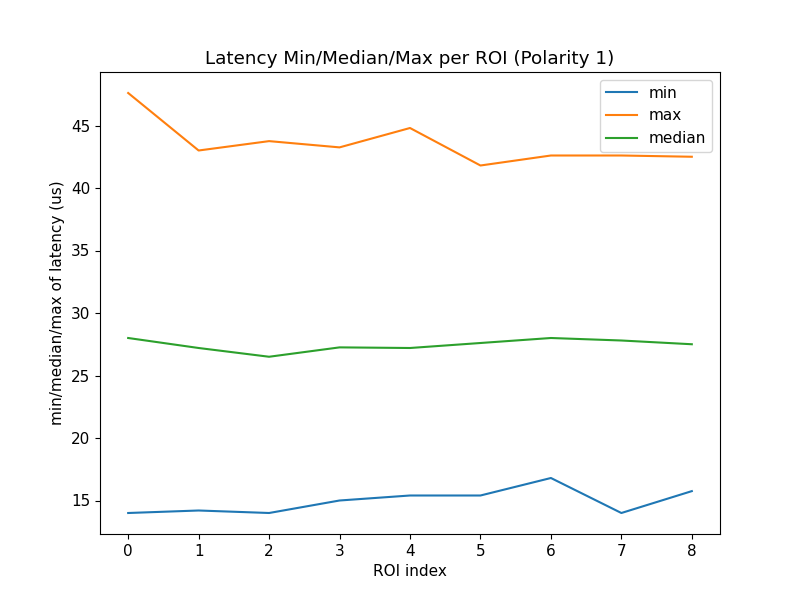 Latency Min/Median/Max per ROI (Polarity 1)
min
max
median
45
40
35
30
25
20
15
min/median/max of latency (us)
0 1 2 3 4 5 6 7 8
ROI index